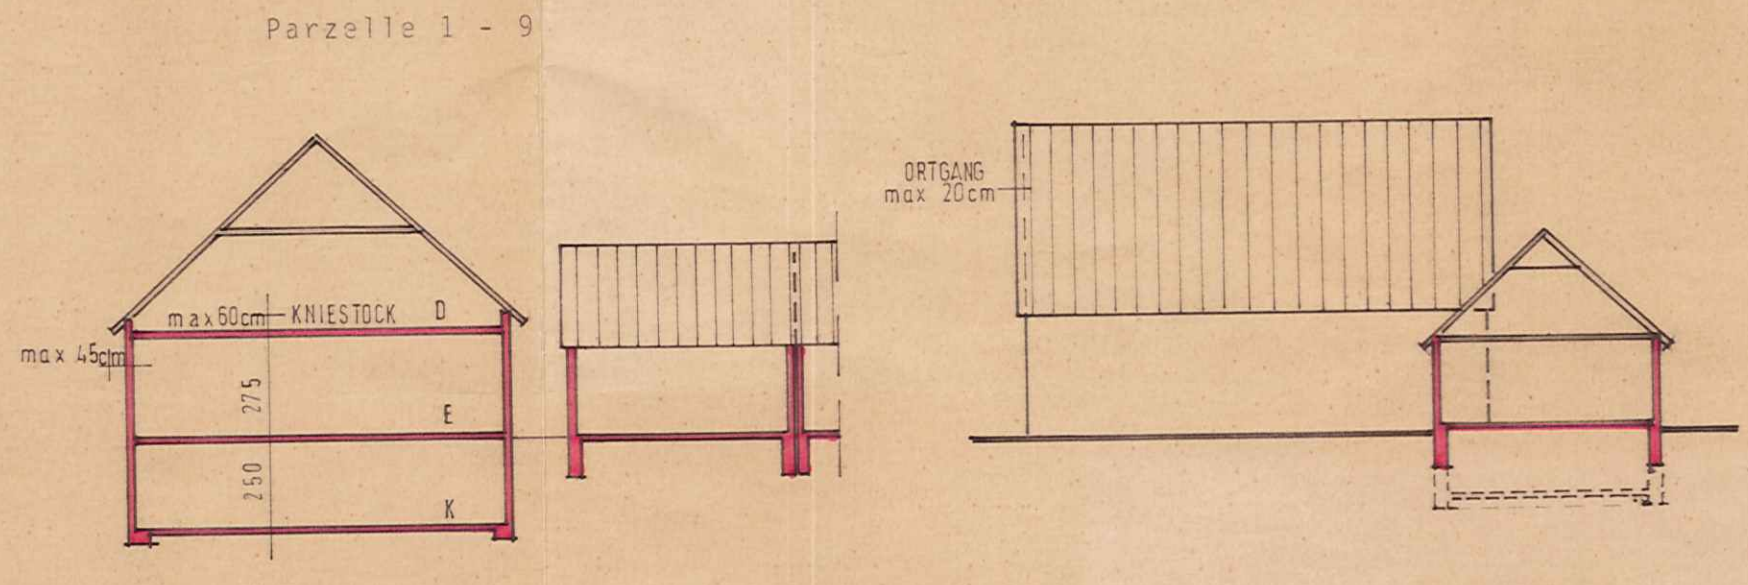 Parzelle 1 - 9
ORTGANG
max 20cm
max 60cm KNIESTOCK D
max 45cm
275
E
250
K